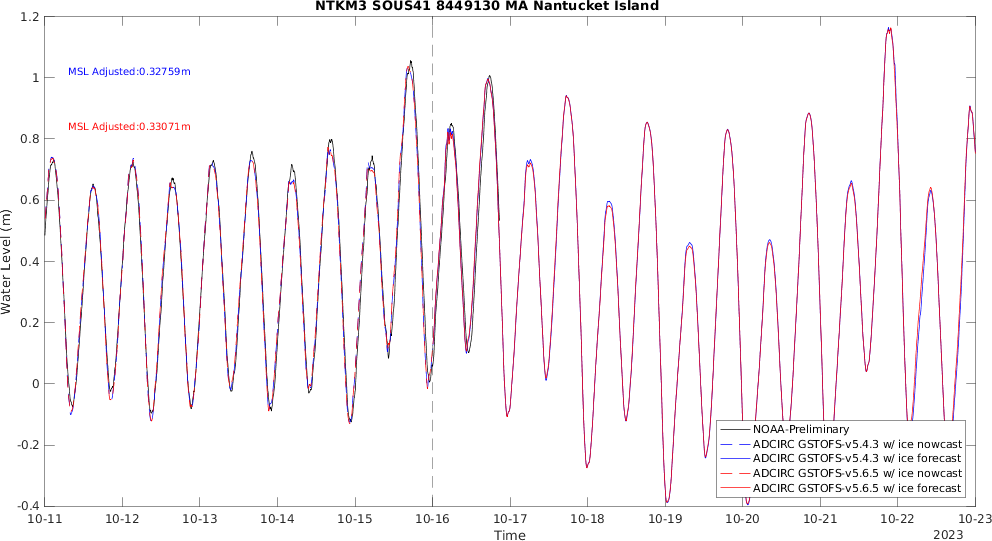 NTKM3 SOUS41 8449130 MA Nantucket Island
1.2
1
0.8
0.6
0.4
0.2
0
-0.2
-0.4
Water Level (m)
MSL Adjusted:0.32759m
MSL Adjusted:0.33071m
NOAA-Preliminary
ADCIRC GSTOFS-v5.4.3 w/ ice nowcast
ADCIRC GSTOFS-v5.4.3 w/ ice forecast
ADCIRC GSTOFS-v5.6.5 w/ ice nowcast
ADCIRC GSTOFS-v5.6.5 w/ ice forecast
10-11 10-12 10-13 10-14 10-15 10-16 10-17 10-18 10-19 10-20 10-21 10-22 10-23
Time
2023